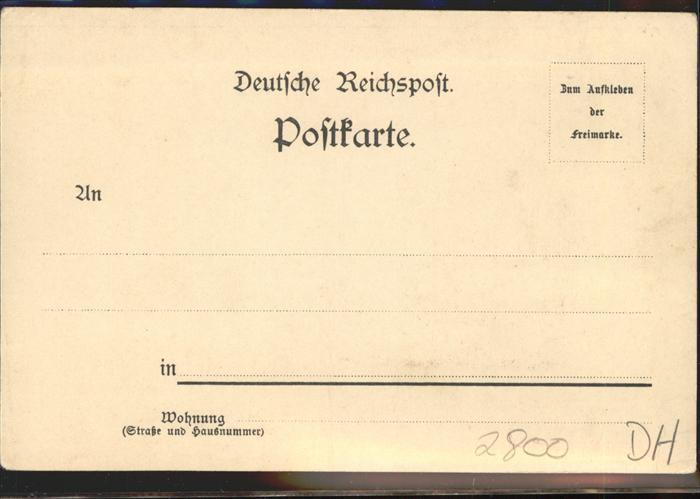 Deutsche Reichspost.
Postkarte.
Zum Aufkleben
der
Freimarke.
An
in
Wohnung
(Straße und Hausnummer)
2800
DH